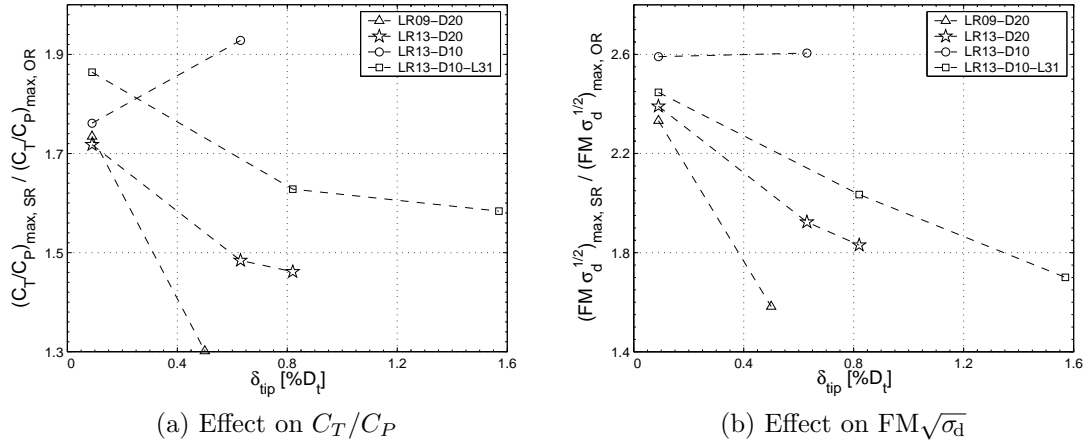 (C_T/C_P)_max, SR / (C_T/C_P)_max, OR
1.9
1.7
1.5
1.3
0
0.4
0.8
1.2
1.6
δ_tip [%D_t]
LR09−D20
LR13−D20
LR13−D10
LR13−D10−L31
(a) Effect on C_T/C_P
(FM σ_d^1/2)_max, SR / (FM σ_d^1/2)_max, OR
2.6
2.2
1.8
1.4
0
0.4
0.8
1.2
1.6
δ_tip [%D_t]
LR09−D20
LR13−D20
LR13−D10
LR13−D10−L31
(b) Effect on FM√σ_d